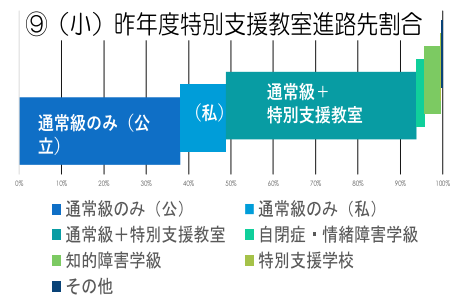 ⑨（小）昨年度特別支援教室進路先割合
通常級のみ（公
立）
（私）
通常級＋
特別支援教室
0% 10% 20% 30% 40% 50% 60% 70% 80% 90% 100%
通常級のみ（公） 通常級のみ（私）
通常級＋特別支援教室 自閉症・情緒障害学級
知的障害学級 特別支援学校
その他